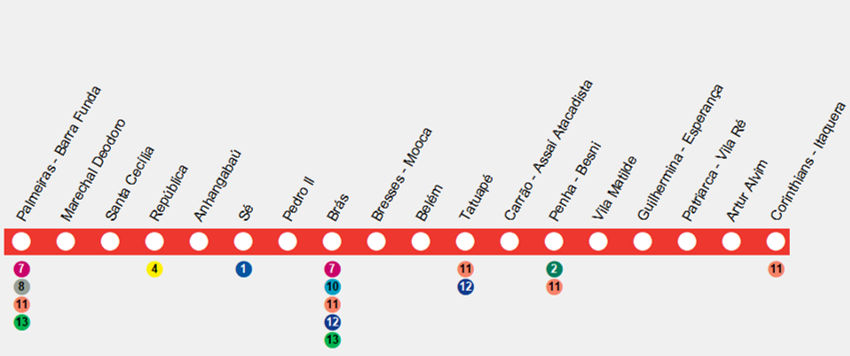 Palmeiras - Barra Funda
Marechal Deodoro
Santa Cecília
República
Anhangabaú
Sé
Pedro II
Brás
Bresses - Mooca
Belém
Tatuapé
Carrão - Assaí Atacadista
Penha - Besni
Vila Matilde
Guilhermina - Esperança
Patriarca - Vila Ré
Artur Alvim
Corinthians - Itaquera
7 4 1 7 11 2 11
8 10 12 11
11 11
13 12
13